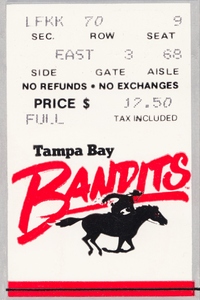 LFKK 70 9
SEC. ROW SEAT
EAST 3 68
SIDE GATE AISLE
NO REFUNDS • NO EXCHANGES
PRICE $ 17.50
FULL TAX INCLUDED
Tampa Bay
BANDITS